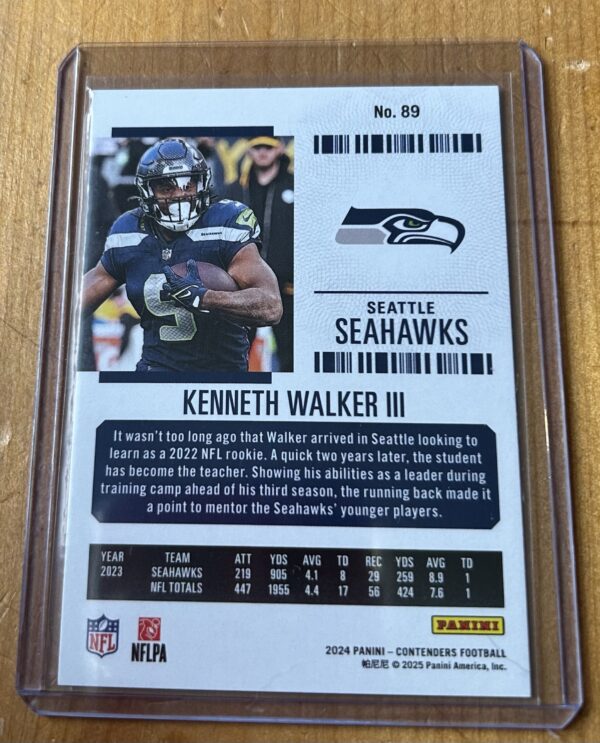 No. 89
SEATTLE
SEAHAWKS
KENNETH WALKER III
It wasn't too long ago that Walker arrived in Seattle looking to
learn as a 2022 NFL rookie. A quick two years later, the student
has become the teacher. Showing his abilities as a leader during
training camp ahead of his third season, the running back made it
a point to mentor the Seahawks' younger players.
YEAR TEAM ATT YDS AVG TD REC YDS AVG TD
2023 SEAHAWKS 219 905 4.1 8 29 259 8.9 1
NFL TOTALS 447 1955 4.4 17 56 424 7.6 1
NFL
NFLPA
PANINI
2024 PANINI – CONTENDERS FOOTBALL
帕尼尼 © 2025 Panini America, Inc.
SEAHAWKS
9